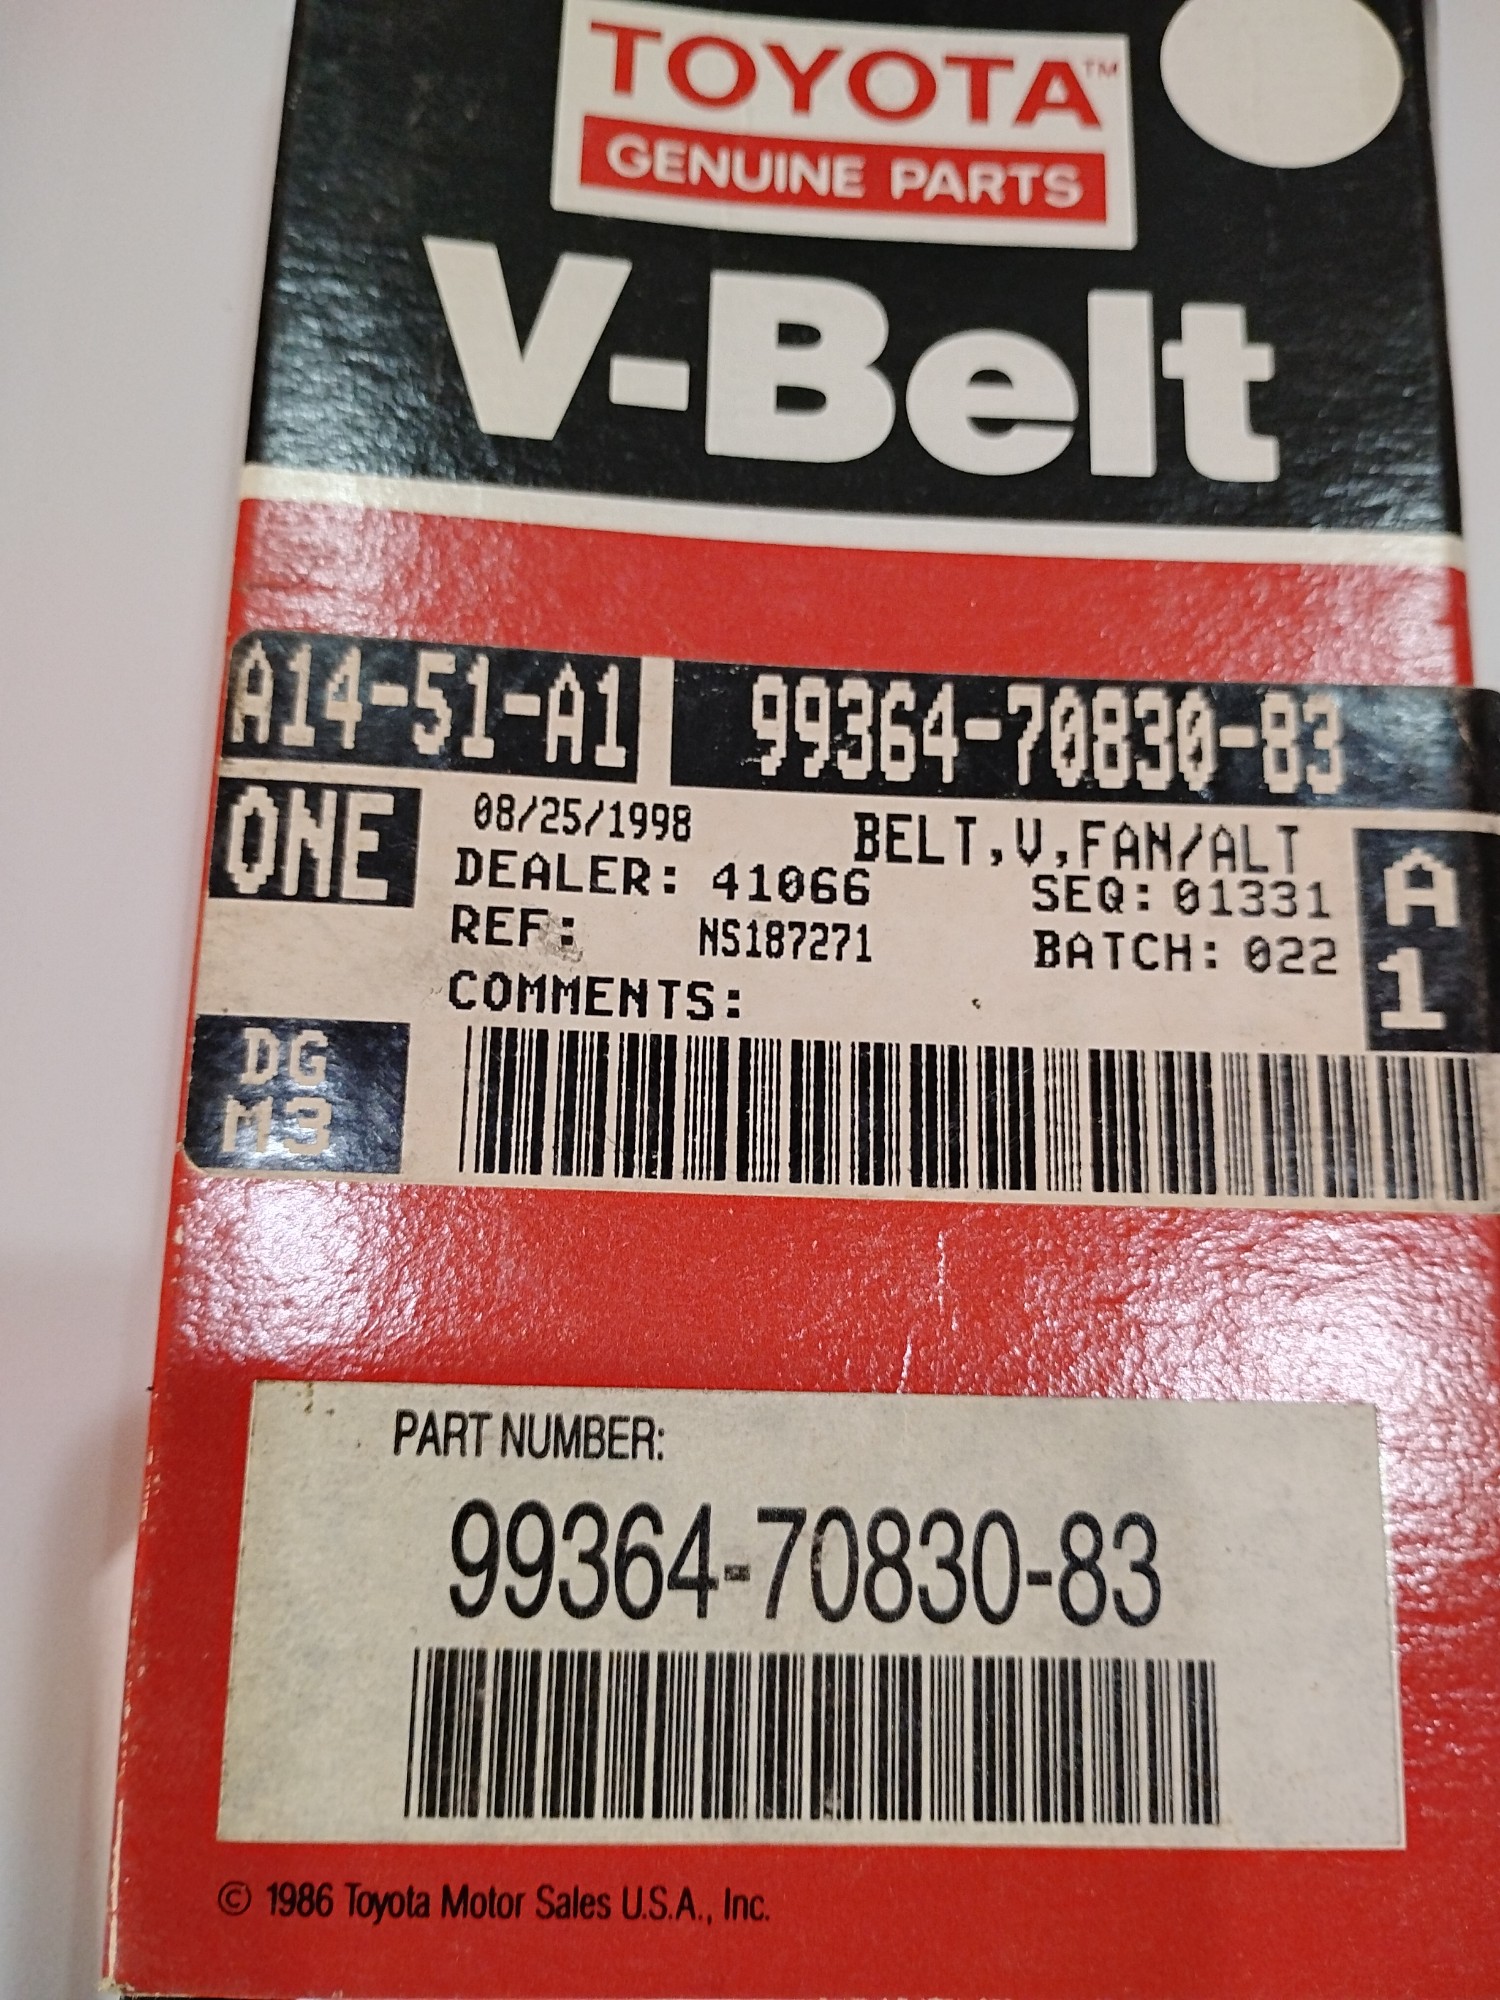 TOYOTA™
GENUINE PARTS
V-Belt
A14-51-A1 99364-70830-83
ONE 08/25/1998 BELT,V,FAN/ALT A
DEALER: 41066 SEQ: 01331
REF: NS187271 BATCH: 022 1
COMMENTS:
DG
M3
PART NUMBER:
99364-70830-83
© 1986 Toyota Motor Sales U.S.A., Inc.